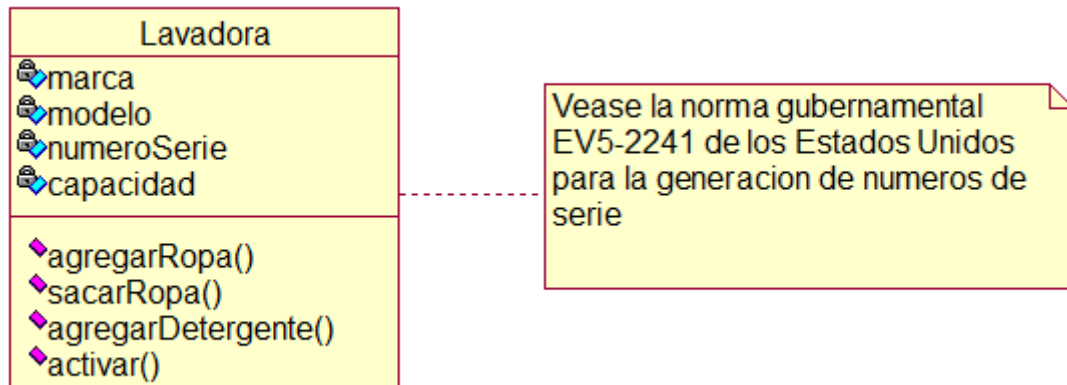 Lavadora
marca
modelo
numeroSerie
capacidad
agregarRopa()
sacarRopa()
agregarDetergente()
activar()
Vease la norma gubernamental
EV5-2241 de los Estados Unidos
para la generacion de numeros de
serie